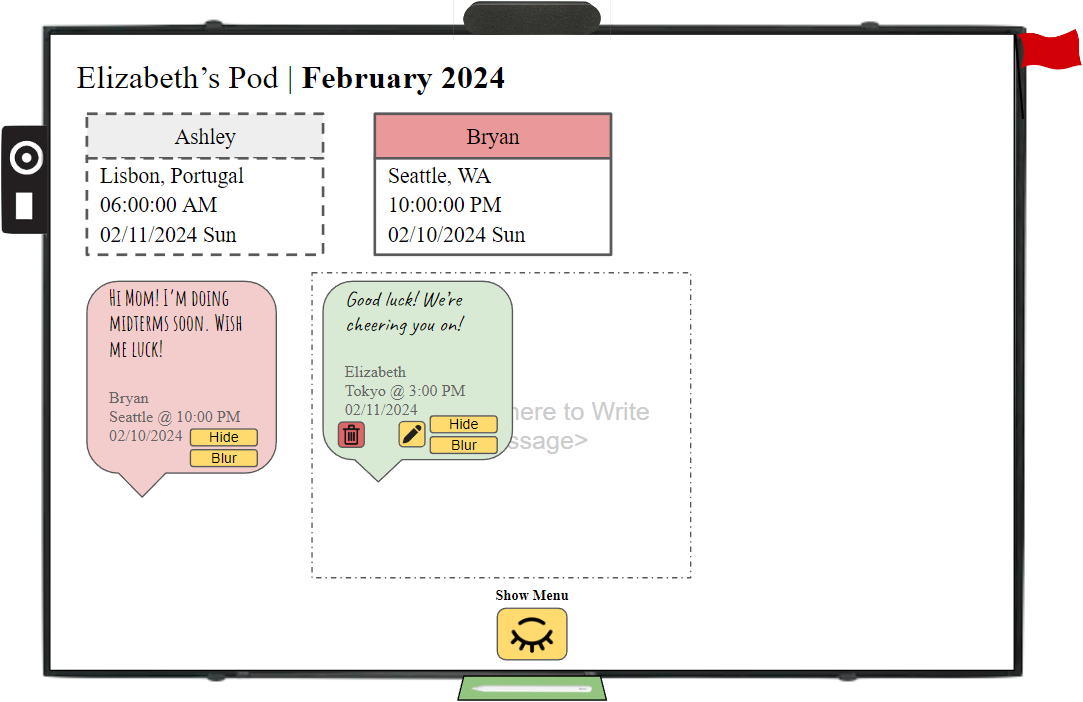 Elizabeth’s Pod | February 2024
Ashley
Lisbon, Portugal
06:00:00 AM
02/11/2024 Sun
Bryan
Seattle, WA
10:00:00 PM
02/10/2024 Sun
Hi Mom! I’m doing
midterms soon. Wish
me luck!
Bryan
Seattle @ 10:00 PM
02/10/2024
Hide
Blur
Good luck! We’re
cheering you on!
Elizabeth
Tokyo @ 3:00 PM
02/11/2024
Hide
Blur
here to Write
ssage>
Show Menu